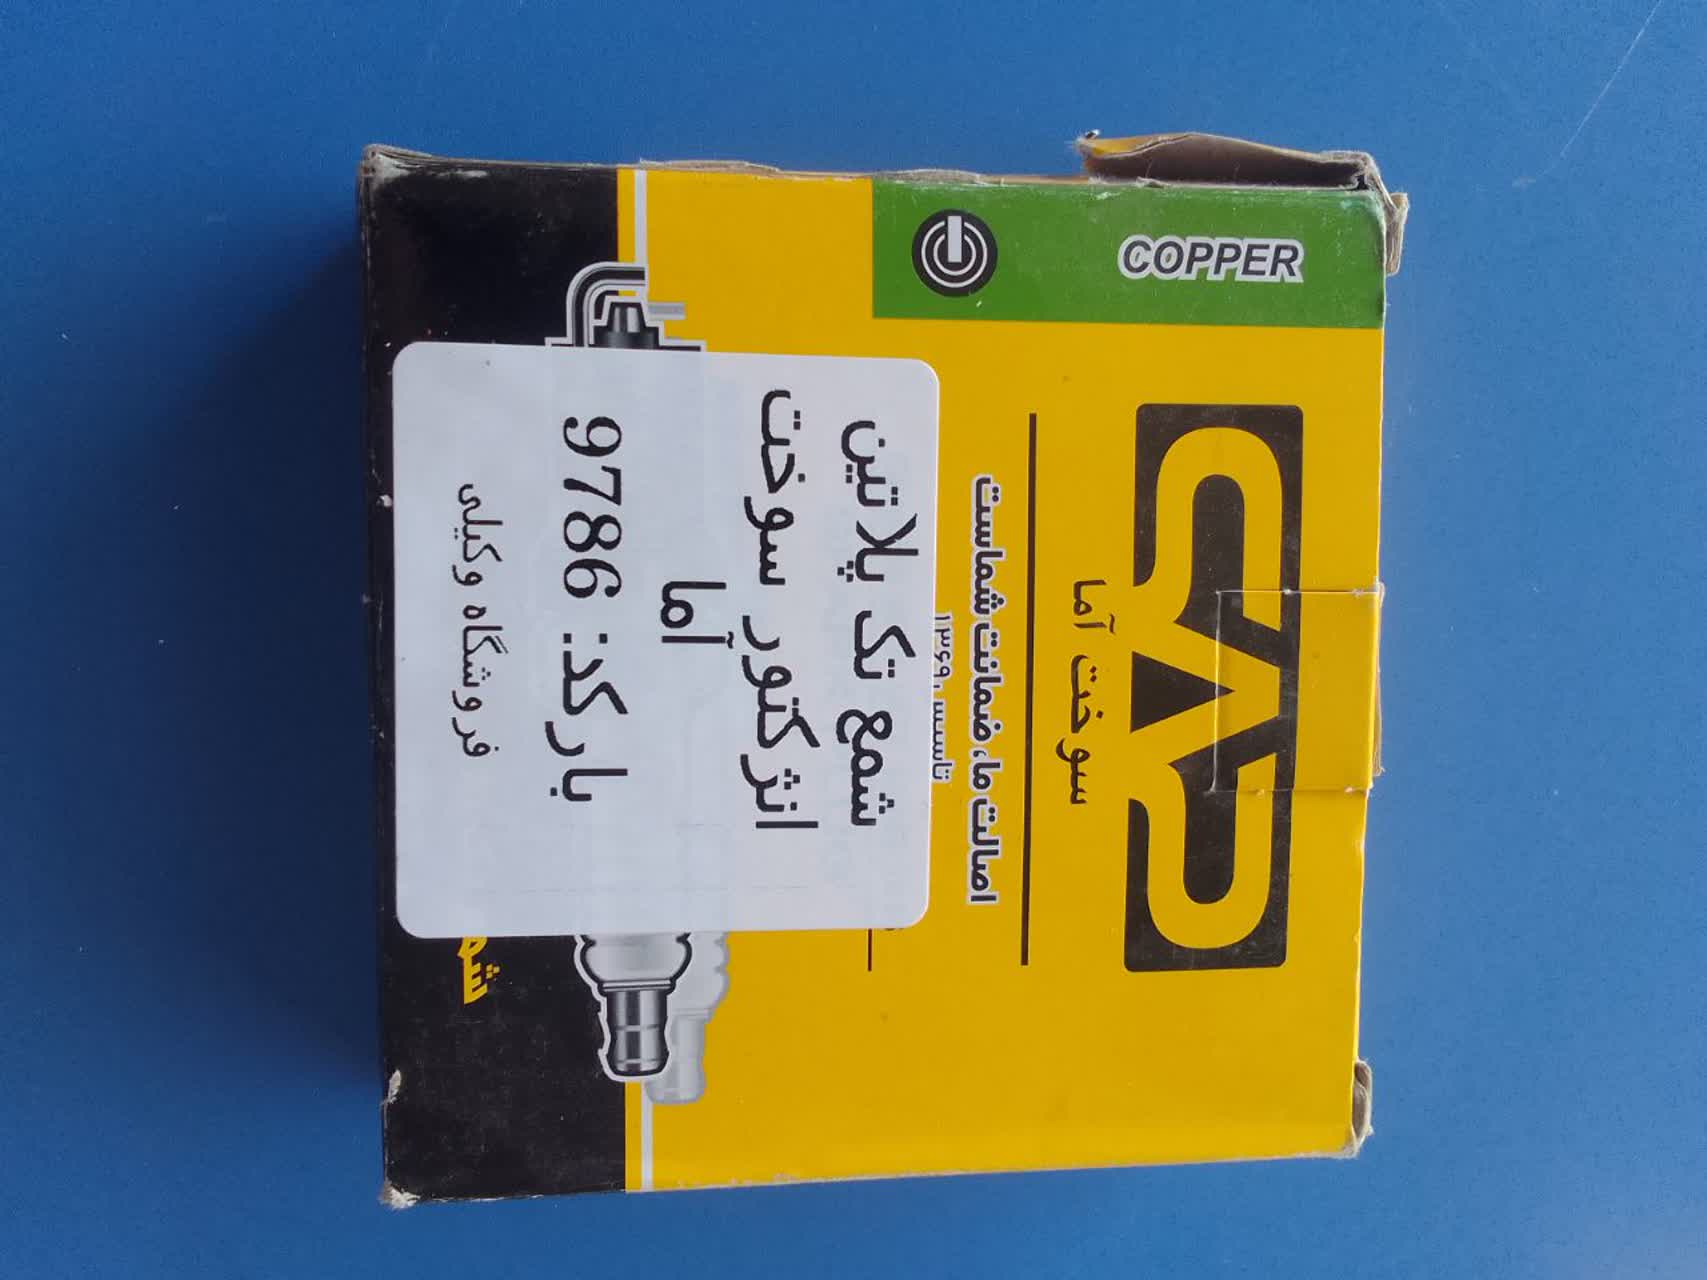 COPPER
سوخت آما
اصالت ما، ضمانت شماست
تاسیس ۱۳۶۹
شمع تک پلاتین
انژکتور سوخت
آما
بارکد: 9786
فروشگاه وکیلی